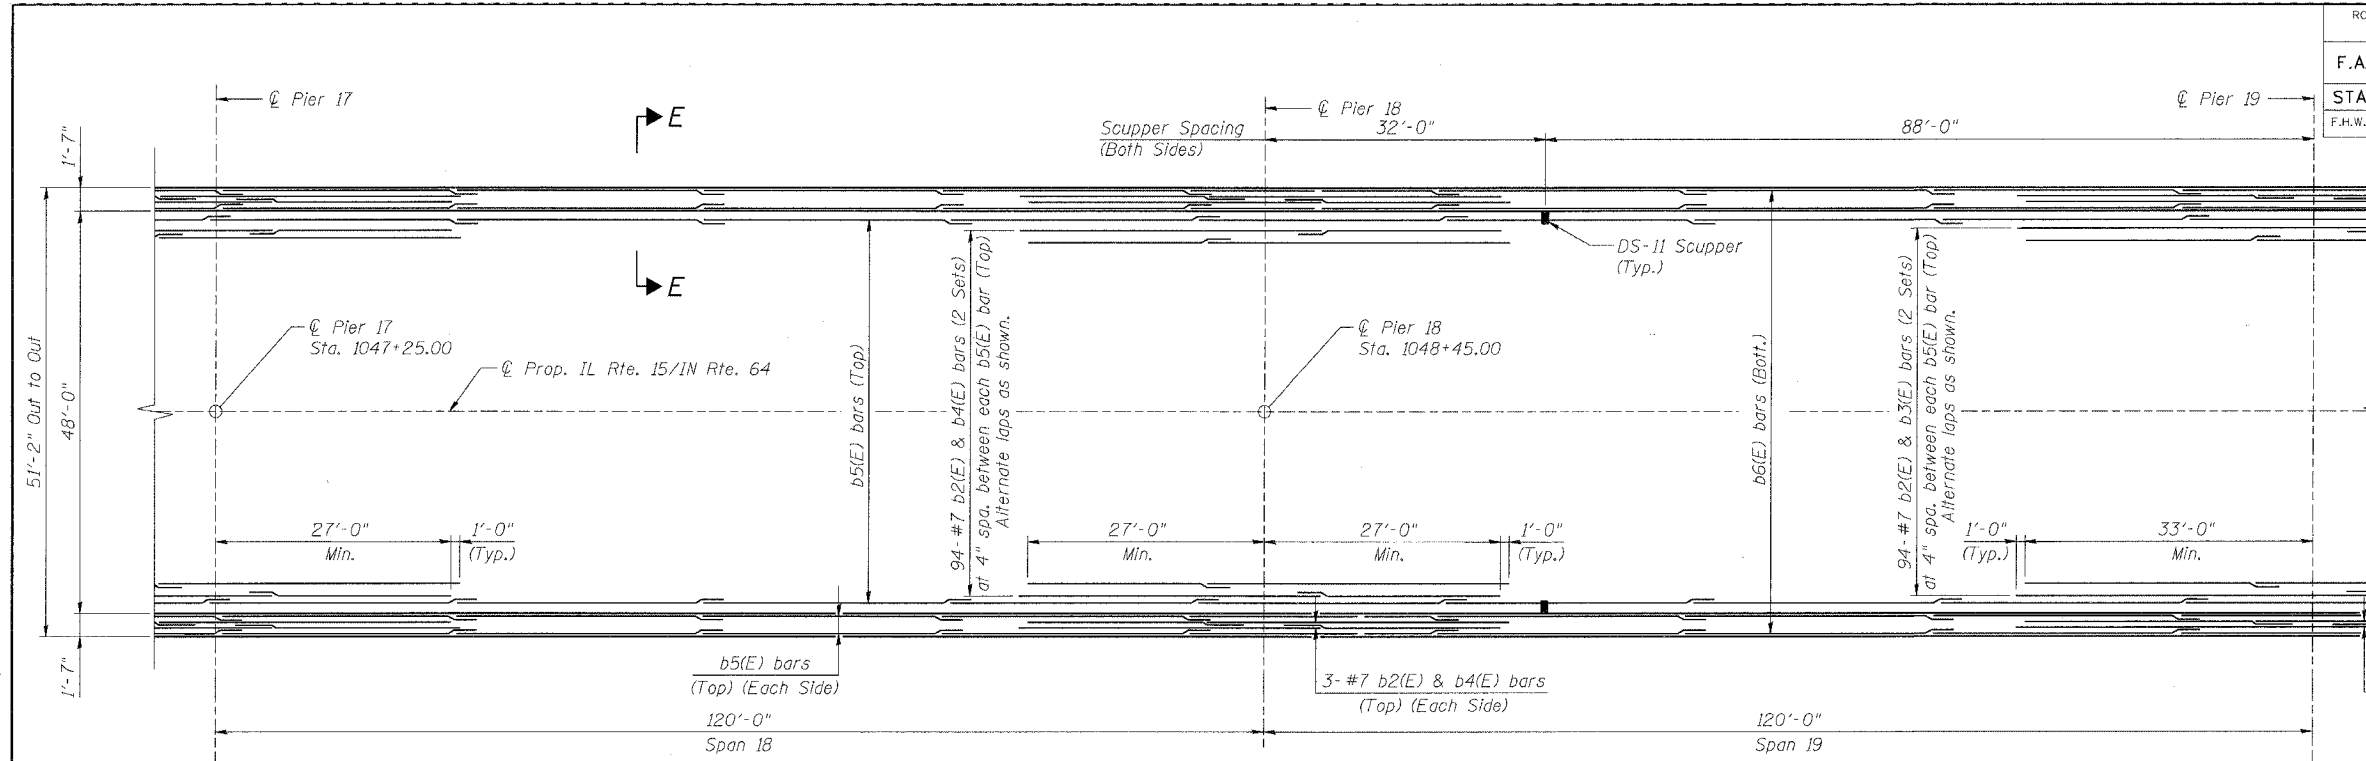 RO
F.A.
STA
F.H.W.
℄ Pier 17
E
℄ Pier 18
℄ Pier 19
Scupper Spacing
(Both Sides)
32'-0"
88'-0"
1'-7"
DS-11 Scupper
(Typ.)
E
℄ Pier 17
Sta. 1047+25.00
℄ Prop. IL Rte. 15/IN Rte. 64
℄ Pier 18
Sta. 1048+45.00
51'-2" Out to Out
48'-0"
b5(E) bars (Top)
94-#7 b2(E) & b4(E) bars (2 Sets)
at 4" spa. between each b5(E) bar (Top)
Alternate laps as shown.
b6(E) bars (Bott.)
94-#7 b2(E) & b3(E) bars (2 Sets)
at 4" spa. between each b5(E) bar (Top)
Alternate laps as shown.
27'-0"
Min.
1'-0"
(Typ.)
27'-0"
Min.
27'-0"
Min.
1'-0"
(Typ.)
1'-0"
(Typ.)
33'-0"
Min.
1'-7"
b5(E) bars
(Top) (Each Side)
3-#7 b2(E) & b4(E) bars
(Top) (Each Side)
120'-0"
Span 18
120'-0"
Span 19